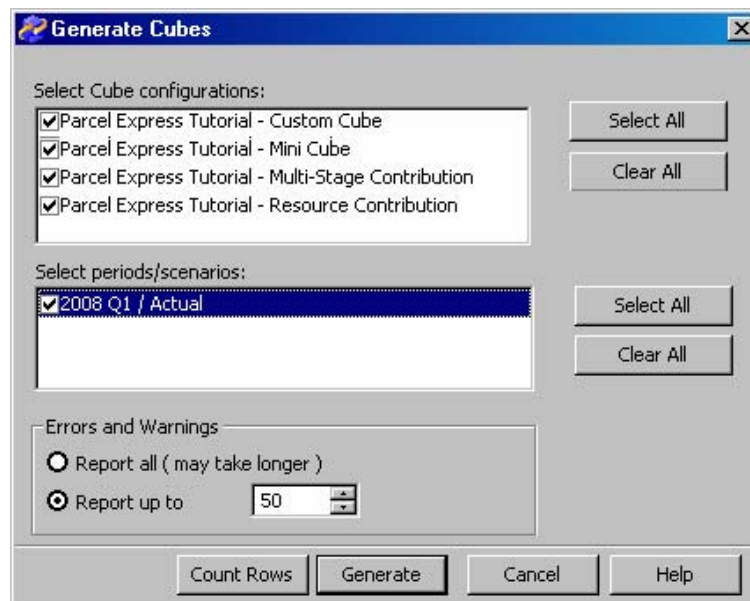 Generate Cubes
Select Cube configurations:
Parcel Express Tutorial - Custom Cube
Parcel Express Tutorial - Mini Cube
Parcel Express Tutorial - Multi-Stage Contribution
Parcel Express Tutorial - Resource Contribution
Select All
Clear All
Select periods/scenarios:
2008 Q1 / Actual
Select All
Clear All
Errors and Warnings
Report all ( may take longer )
Report up to 50
Count Rows Generate Cancel Help